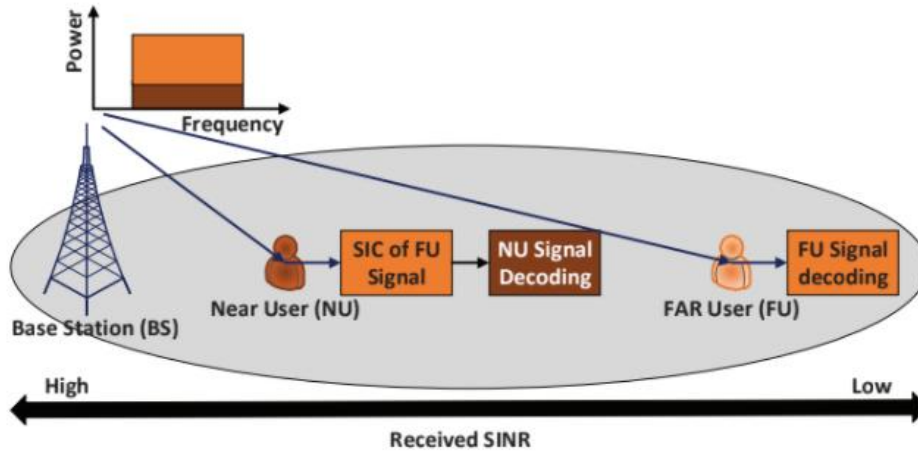 Power
Frequency
SIC of FU
Signal
NU Signal
Decoding
FU Signal
decoding
Near User (NU)
FAR User (FU)
Base Station (BS)
High
Low
Received SINR